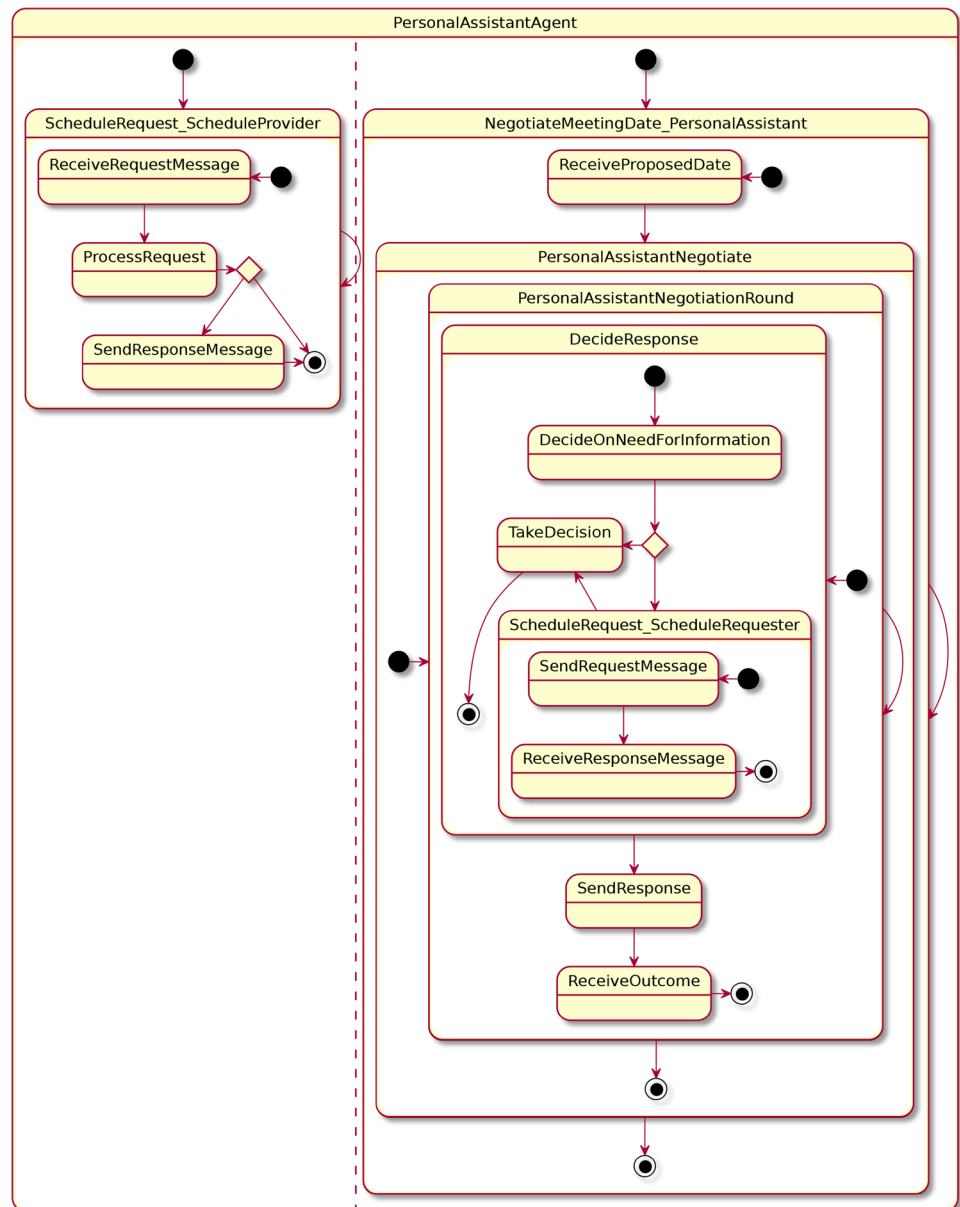 PersonalAssistantAgent
ScheduleRequest_ScheduleProvider
ReceiveRequestMessage
ProcessRequest
SendResponseMessage
NegotiateMeetingDate_PersonalAssistant
ReceiveProposedDate
PersonalAssistantNegotiate
PersonalAssistantNegotiationRound
DecideResponse
DecideOnNeedForInformation
TakeDecision
ScheduleRequest_ScheduleRequester
SendRequestMessage
ReceiveResponseMessage
SendResponse
ReceiveOutcome